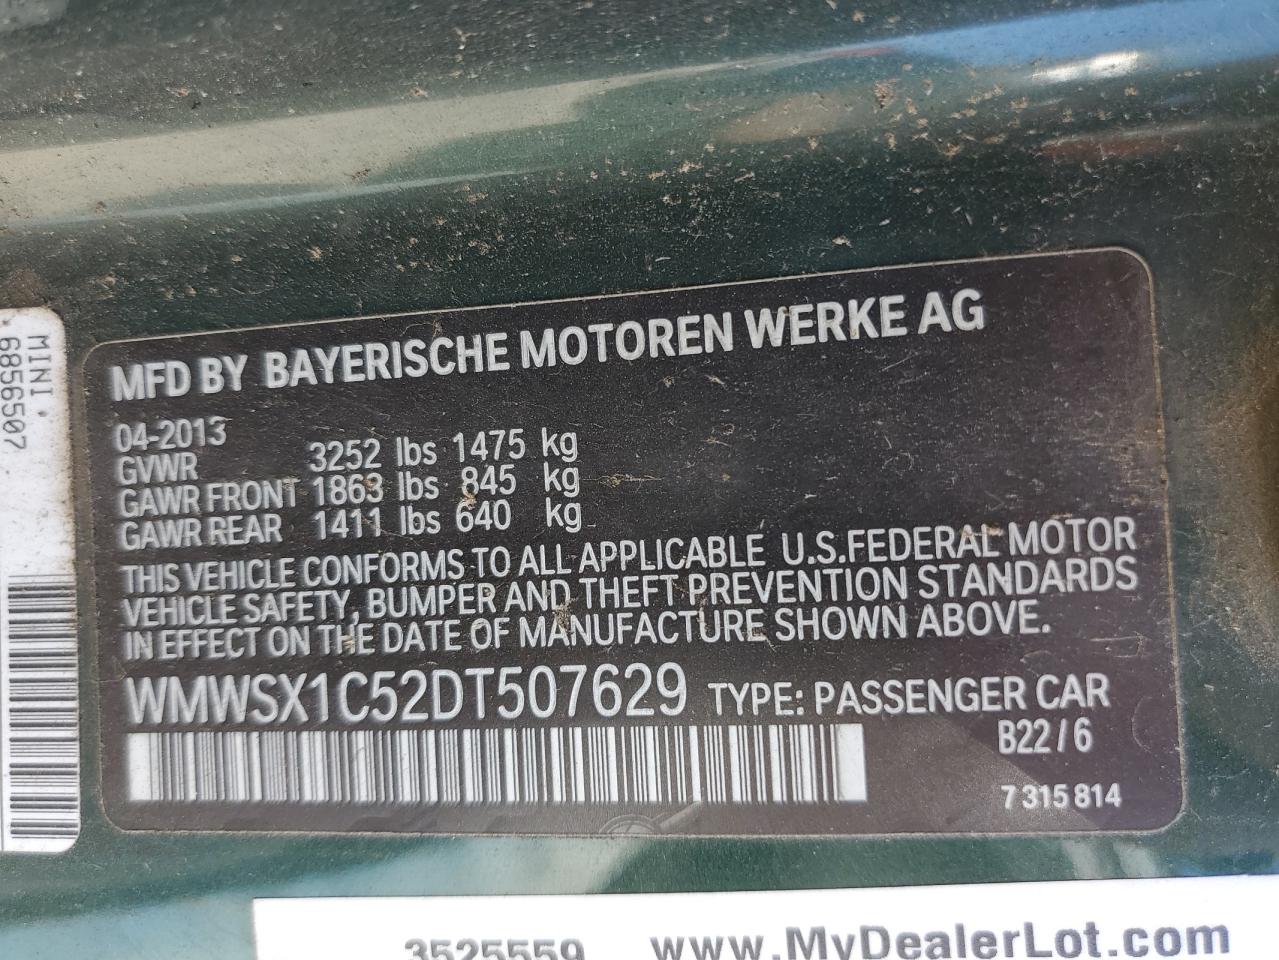 MINI
6856507
MFD BY BAYERISCHE MOTOREN WERKE AG
04-2013
GVWR 3252 lbs 1475 kg
GAWR FRONT 1863 lbs 845 kg
GAWR REAR 1411 lbs 640 kg
THIS VEHICLE CONFORMS TO ALL APPLICABLE U.S.FEDERAL MOTOR
VEHICLE SAFETY, BUMPER AND THEFT PREVENTION STANDARDS
IN EFFECT ON THE DATE OF MANUFACTURE SHOWN ABOVE.
WMWSX1C52DT507629 TYPE: PASSENGER CAR
B22/6
7 315 814
3525559 www.MyDealerLot.com